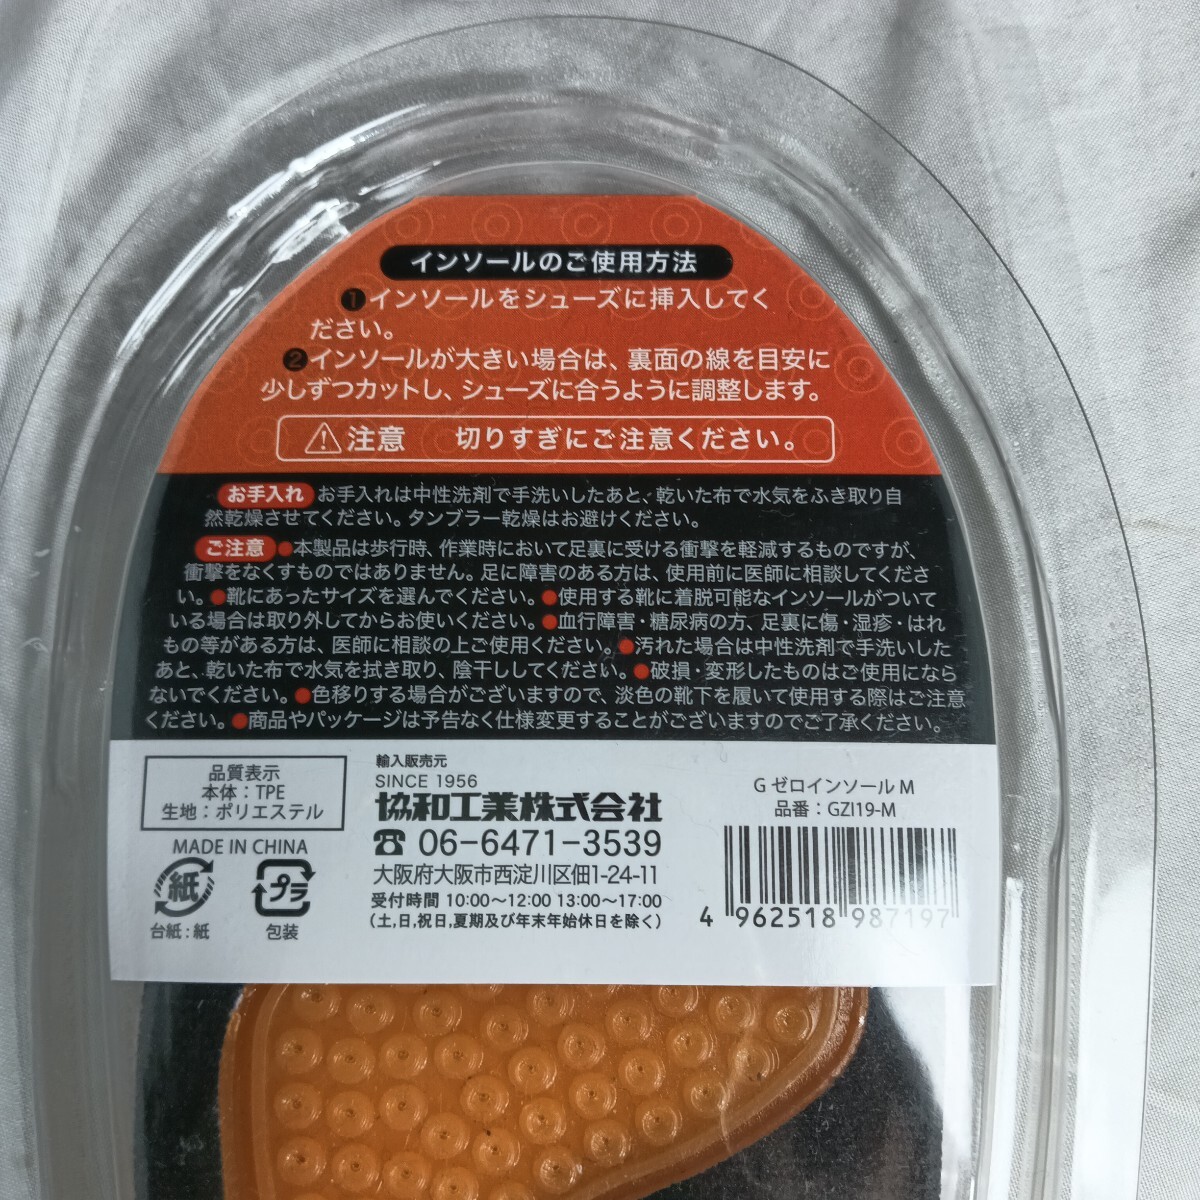 インソールのご使用方法
❶インソールをシューズに挿入してく
ださい。
❷インソールが大きい場合は、裏面の線を目安に
少しずつカットし、シューズに合うように調整します。
注意 切りすぎにご注意ください。
お手入れ お手入れは中性洗剤で手洗いしたあと、乾いた布で水気をふき取り自
然乾燥させてください。タンブラー乾燥はお避けください。
ご注意 ●本製品は歩行時、作業時において足裏に受ける衝撃を軽減するものですが、
衝撃をなくすものではありません。足に障害のある方は、使用前に医師に相談してくださ
い。●靴にあったサイズを選んでください。●使用する靴に着脱可能なインソールがついて
いる場合は取り外してからお使いください。●血行障害・糖尿病の方、足裏に傷・湿疹・はれ
もの等がある方は、医師に相談の上ご使用ください。●汚れた場合は中性洗剤で手洗いした
あと、乾いた布で水気を拭き取り、陰干ししてください。●破損・変形したものはご使用になら
ないでください。●色移りする場合がございますので、淡色の靴下を履いて使用する際はご注意
ください。●商品やパッケージは予告なく仕様変更することがございますのでご了承ください。
品質表示
本体：TPE
生地：ポリエステル
MADE IN CHINA
紙
台紙：紙
プラ
包装
輸入販売元
SINCE 1956
協和工業株式会社
☎ 06-6471-3539
大阪府大阪市西淀川区佃1-24-11
受付時間 10:00～12:00 13:00～17:00
（土,日,祝日,夏期及び年末年始休日を除く）
G ゼロインソール M
品番：GZI19-M
4 962518 987197